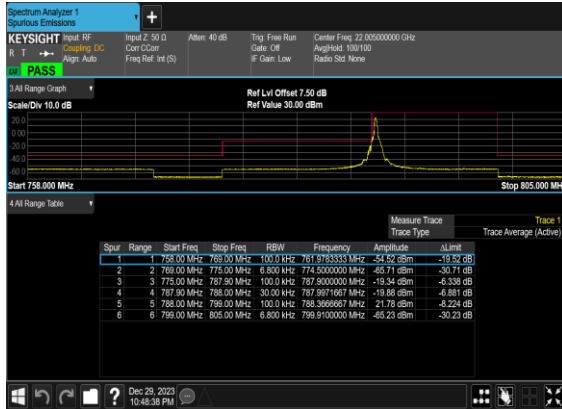 Spectrum Analyzer 1
Spurious Emissions
KEYSIGHT Input: RF Input Z: 50 Ω Atten: 40 dB Trig: Free Run Center Freq: 22.005000000 GHz
R T Coupling: DC Corr CCorr Gate: Off Avg|Hold: 100/100
Align: Auto Freq Ref: Int (S) IF Gain: Low Radio Std: None
PASS
3 All Range Graph Ref Lvl Offset 7.50 dB
Scale/Div 10.0 dB Ref Value 30.00 dBm
20.0
0.00
-20.0
-40.0
-60.0
Start 758.000 MHz Stop 805.000 MH
4 All Range Table
Measure Trace Trace 1
Trace Type Trace Average (Active)
Spur Range Start Freq Stop Freq RBW Frequency Amplitude ΔLimit
1 1 758.00 MHz 769.00 MHz 100.0 kHz 761.9783333 MHz -54.52 dBm -19.52 dB
2 2 769.00 MHz 775.00 MHz 6.800 kHz 774.5000000 MHz -65.71 dBm -30.71 dB
3 3 775.00 MHz 787.90 MHz 100.0 kHz 787.9000000 MHz -19.34 dBm -6.338 dB
4 4 787.90 MHz 788.00 MHz 30.00 kHz 787.9971667 MHz -19.88 dBm -6.881 dB
5 5 788.00 MHz 799.00 MHz 100.0 kHz 788.3666667 MHz 21.78 dBm -8.224 dB
6 6 799.00 MHz 805.00 MHz 6.800 kHz 799.9100000 MHz -65.23 dBm -30.23 dB
Dec 29, 2023
10:48:38 PM